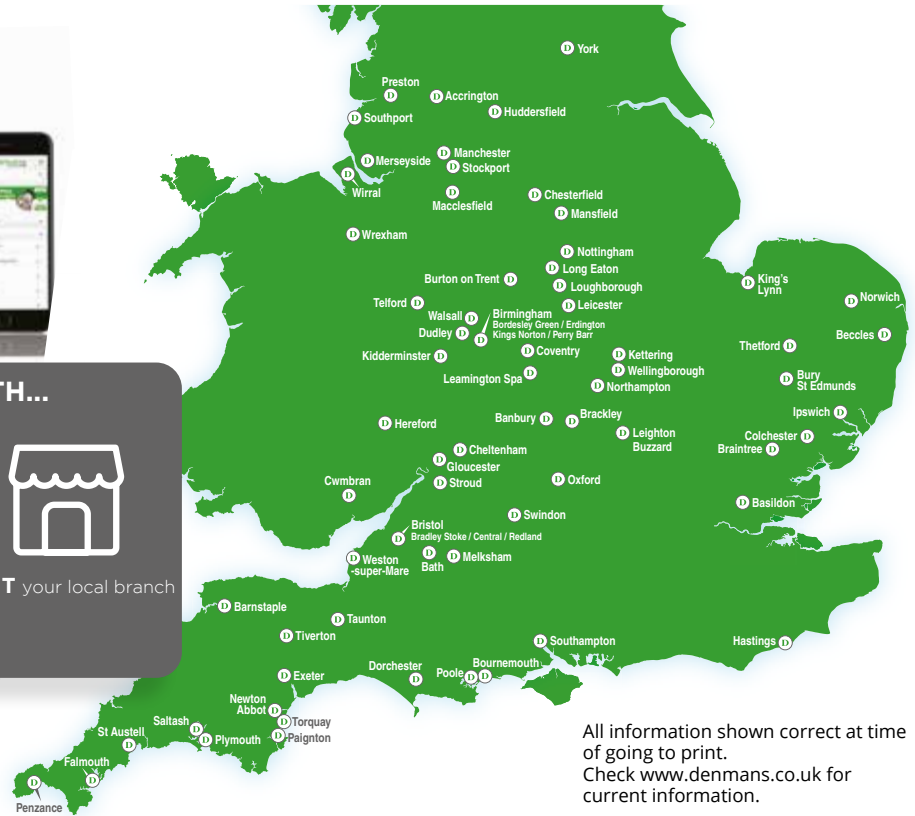 York
Preston
Accrington
Huddersfield
Southport
Manchester
Merseyside
Stockport
Wirral
Macclesfield
Chesterfield
Mansfield
Wrexham
Nottingham
Long Eaton
Burton on Trent
Loughborough
King's
Lynn
Norwich
Telford
Leicester
Walsall
Birmingham
Bordesley Green / Erdington
Kings Norton / Perry Barr
Dudley
Beccles
Thetford
Kidderminster
Coventry
Kettering
Wellingborough
Leamington Spa
Northampton
Bury
St Edmunds
TH...
Ipswich
Hereford
Banbury
Brackley
Leighton
Buzzard
Colchester
Braintree
Cheltenham
Gloucester
Stroud
Cwmbran
Oxford
Basildon
Swindon
Bristol
Bradley Stoke / Central / Redland
Weston
-super-Mare
Bath
Melksham
T your local branch
Barnstaple
Taunton
Tiverton
Southampton
Hastings
Exeter
Dorchester
Poole
Bournemouth
Newton
Abbot
Torquay
Paignton
Saltash
Plymouth
St Austell
Falmouth
Penzance
All information shown correct at time
of going to print.
Check www.denmans.co.uk for
current information.